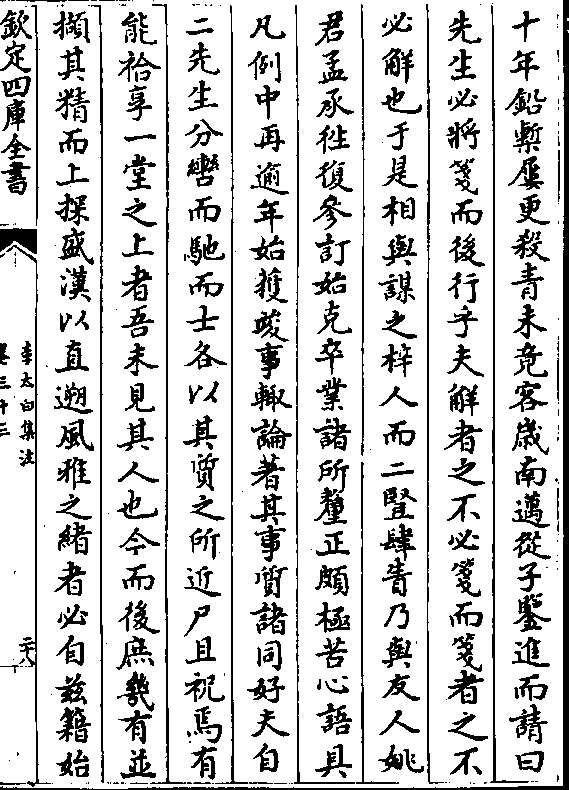 十年鉛槧屢更殺青未竟客歲南邁從子鑒進而請曰
先生必將箋而後行乎夫解者之不必箋而箋者之不
必解也于是相與謀之梓人而二豎肆眚乃與友人姚
君孟承徃復參訂始克卒業諸所釐正頗極苦心語具
凡例中再逾年始獲竣事輙論著其事質諸同好夫自
二先生分轡而馳而士各以其質之所近尸且祝焉有
能祫享一堂之上者吾未見其人也今而後庶幾有並
擷其精而上探盛漢以直遡風雅之緒者必自玆籍始
欽定四庫全書
李太白集注
卷三十三
二十八